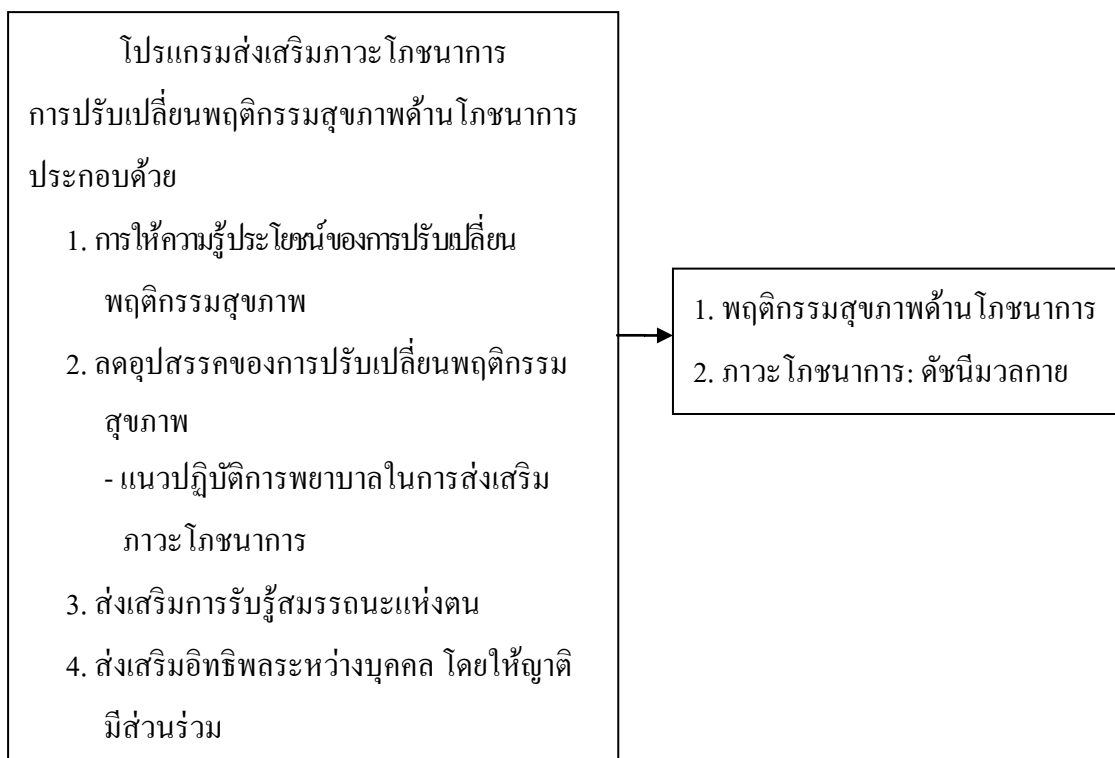 โปรแกรมส่งเสริมภาวะโภชนาการ
การปรับเปลี่ยนพฤติกรรมสุขภาพด้านโภชนาการ
ประกอบด้วย
1. การให้ความรู้ประโยชน์ของการปรับเปลี่ยน
พฤติกรรมสุขภาพ
2. ลดอุปสรรคของการปรับเปลี่ยนพฤติกรรม
สุขภาพ
- แนวปฏิบัติการพยาบาลในการส่งเสริม
ภาวะโภชนาการ
3. ส่งเสริมการรับรู้สมรรถนะแห่งตน
4. ส่งเสริมอิทธิพลระหว่างบุคคล โดยให้ญาติ
มีส่วนร่วม
1. พฤติกรรมสุขภาพด้านโภชนาการ
2. ภาวะโภชนาการ: ดัชนีมวลกาย